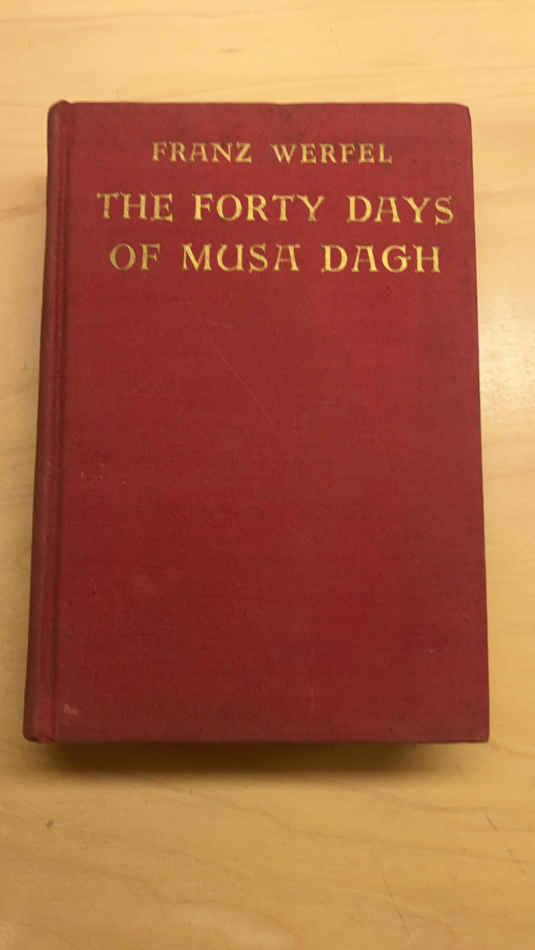 FRANZ WERFEL
THE FORTY DAYS
OF MUSA DAGH